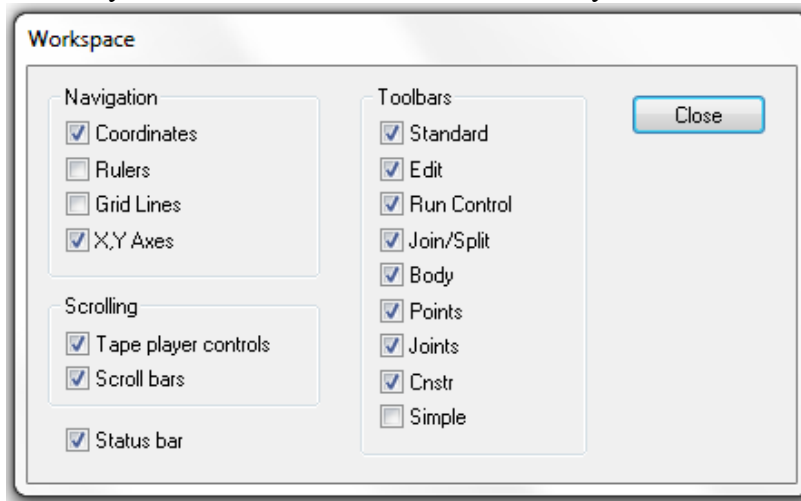 Workspace
Navigation
Coordinates
Rulers
Grid Lines
X,Y Axes
Scrolling
Tape player controls
Scroll bars
Status bar
Toolbars
Standard
Edit
Run Control
Join/Split
Body
Points
Joints
Cnstr
Simple
Close